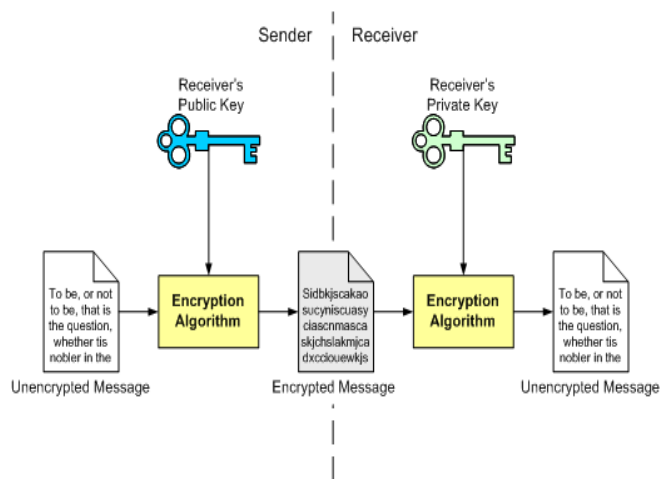 Sender
Receiver
Receiver's
Public Key
Receiver's
Private Key
To be, or not
to be, that is
the question,
whether tis
nobler in the
Unencrypted Message
Encryption
Algorithm
Sidbkjscakao
sucyniscuasy
ciascnmasca
skjchslakmjca
dxcciouewkjs
Encrypted Message
Encryption
Algorithm
To be, or not
to be, that is
the question,
whether tis
nobler in the
Unencrypted Message